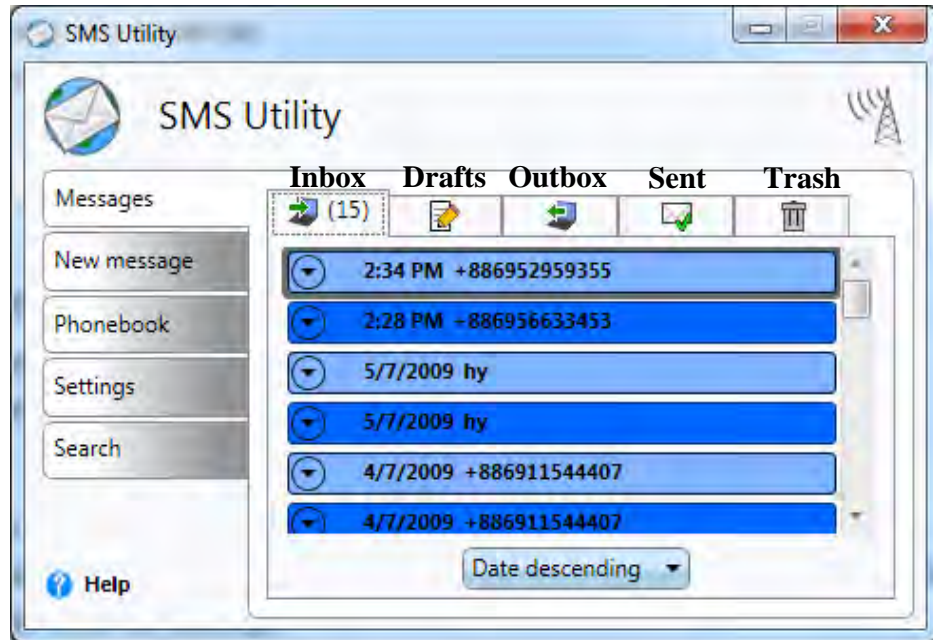 SMS Utility
SMS Utility
Inbox Drafts Outbox Sent Trash
(15)
Messages
New message
Phonebook
Settings
Search
2:34 PM +886952959355
2:28 PM +886956633453
5/7/2009 hy
5/7/2009 hy
4/7/2009 +886911544407
4/7/2009 +886911544407
Date descending
Help